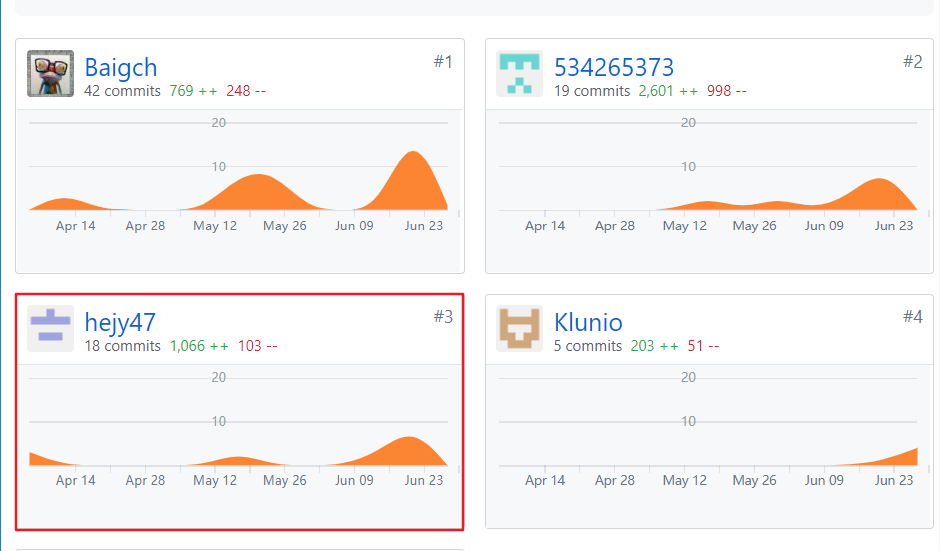 Baigch #1
42 commits 769 ++ 248 --
20
10
Apr 14 Apr 28 May 12 May 26 Jun 09 Jun 23
534265373 #2
19 commits 2,601 ++ 998 --
20
10
Apr 14 Apr 28 May 12 May 26 Jun 09 Jun 23
hejy47 #3
18 commits 1,066 ++ 103 --
20
10
Apr 14 Apr 28 May 12 May 26 Jun 09 Jun 23
Klunio #4
5 commits 203 ++ 51 --
20
10
Apr 14 Apr 28 May 12 May 26 Jun 09 Jun 23